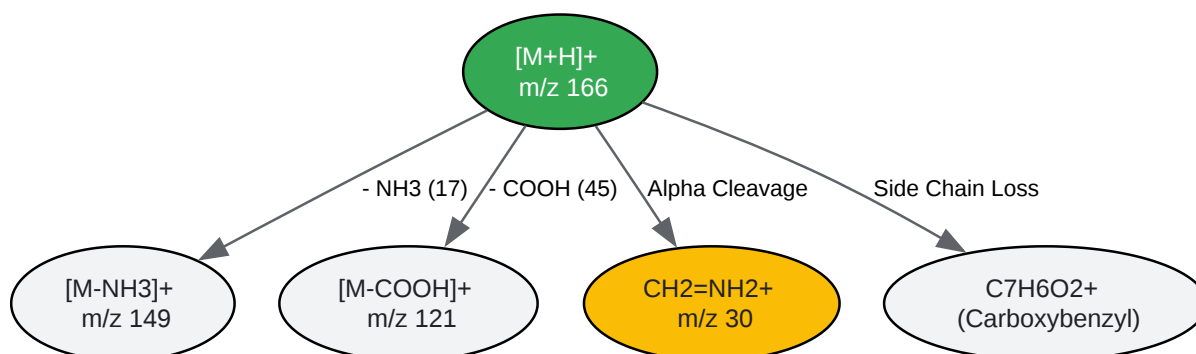 [M+H]+
m/z 166
- NH3 (17)
- COOH (45)
Alpha Cleavage
Side Chain Loss
[M-NH3]+
m/z 149
[M-COOH]+
m/z 121
CH2=NH2+
m/z 30
C7H6O2+
(Carboxybenzyl)